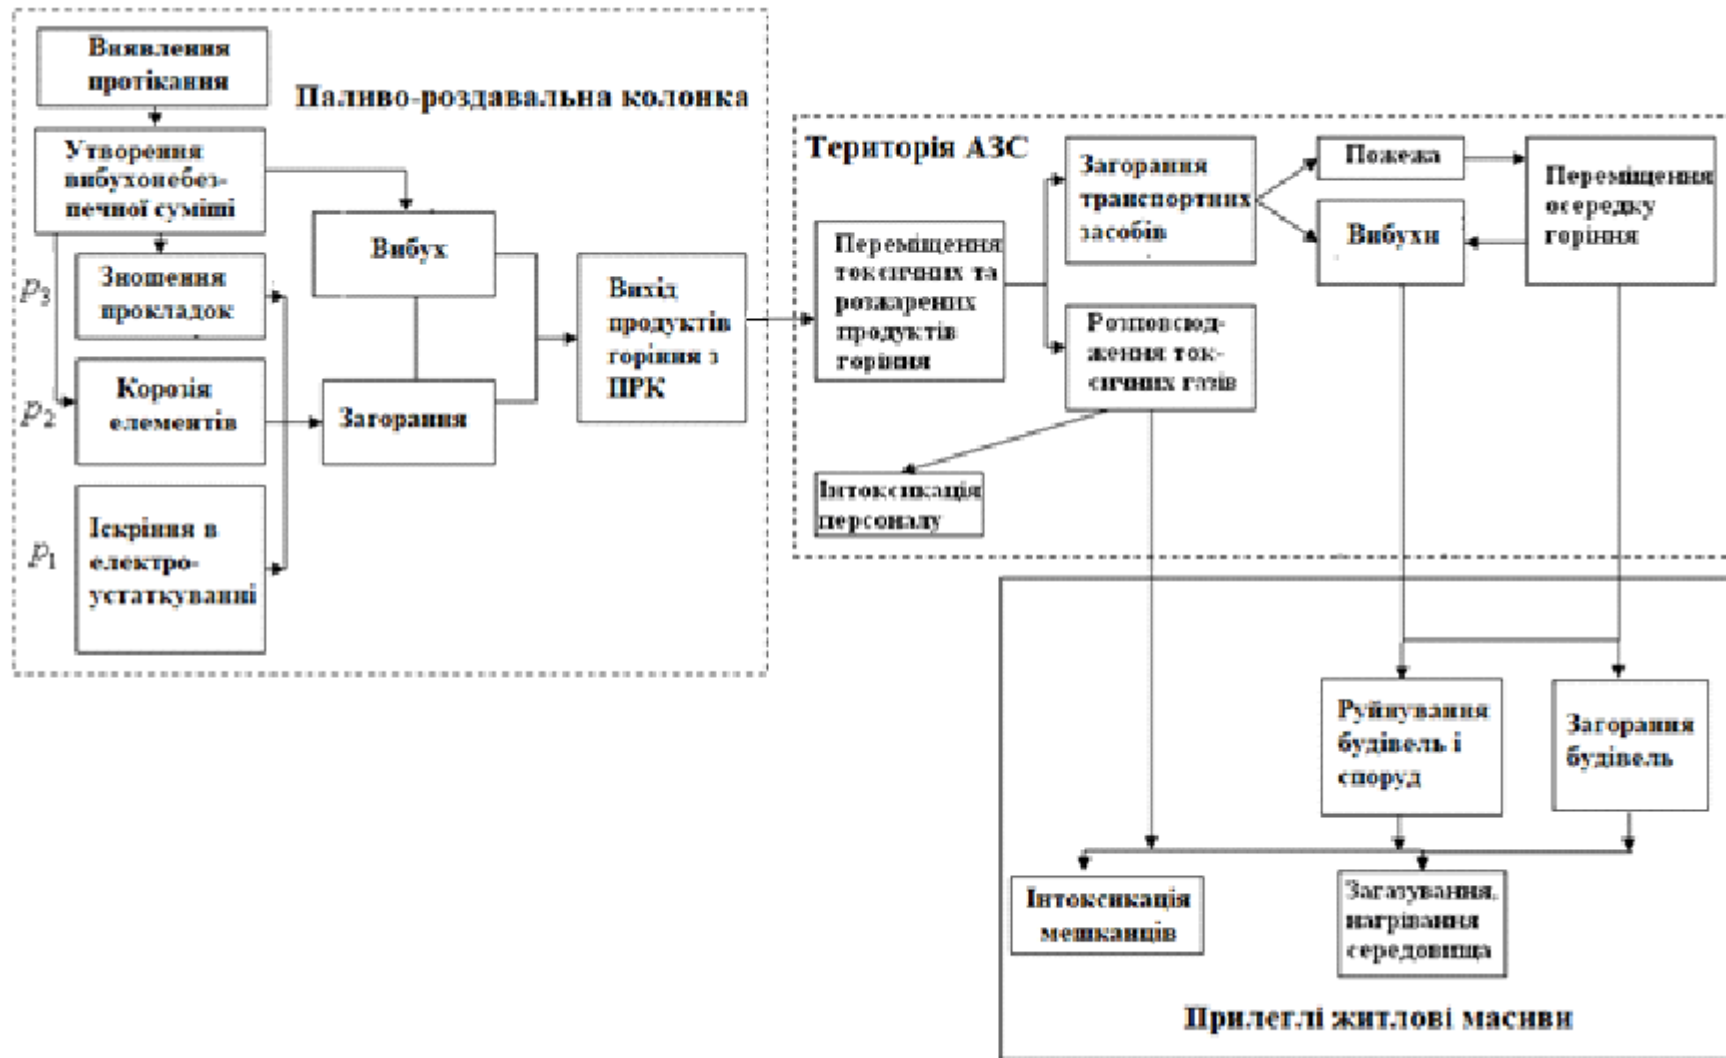 Виявлення
протікання
Паливо-роздавальна колонка
Утворення
вибухонебез-
печної суміші
Вибух
p3
Зношення
прокладок
p2
Корозія
елементів
Загорання
p1
Іскріння в
електро-
устаткуванні
Вихід
продуктів
горіння з
ПРК
Територія АЗС
Переміщення
токсичних та
розжарених
продуктів
горіння
Загорання
транспортних
засобів
Пожежа
Вибухи
Переміщення
осередку
горіння
Розповсюд-
ження ток-
сичних газів
Інтоксикація
персоналу
Руйнування
будівель і
споруд
Загорання
будівель
Інтоксикація
мешканців
Загазування,
нагрівання
середовища
Прилеглі житлові масиви